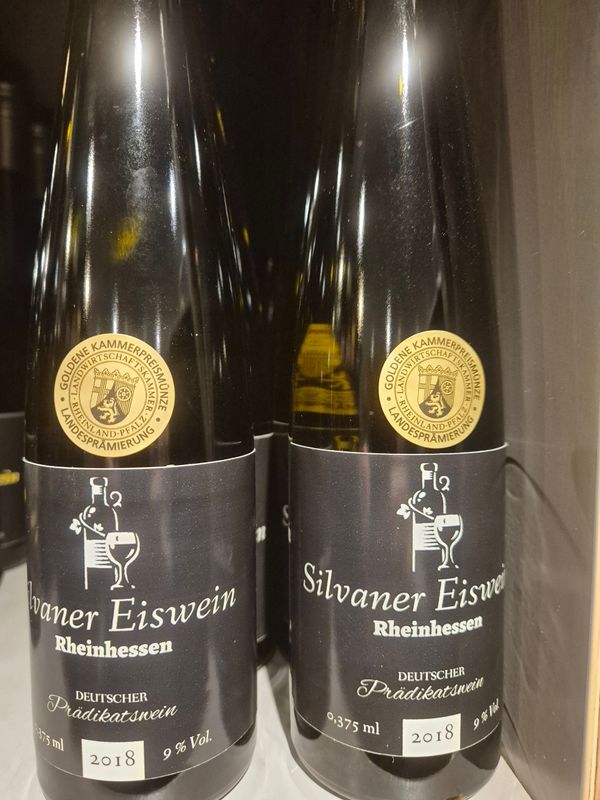 GOLDENE KAMMERPREISMÜNZE
LANDWIRTSCHAFTSKAMMER
RHEINLAND-PFALZ
LANDESPRÄMIERUNG
lvaner Eiswein
Rheinhessen
DEUTSCHER
Prädikatswein
,375 ml
2018
9 % Vol.
GOLDENE KAMMERPREISMÜNZE
LANDWIRTSCHAFTSKAMMER
RHEINLAND-PFALZ
LANDESPRÄMIERUNG
Silvaner Eiswei
Rheinhessen
DEUTSCHER
Prädikatswein
0,375 ml
2018
9 % Vol